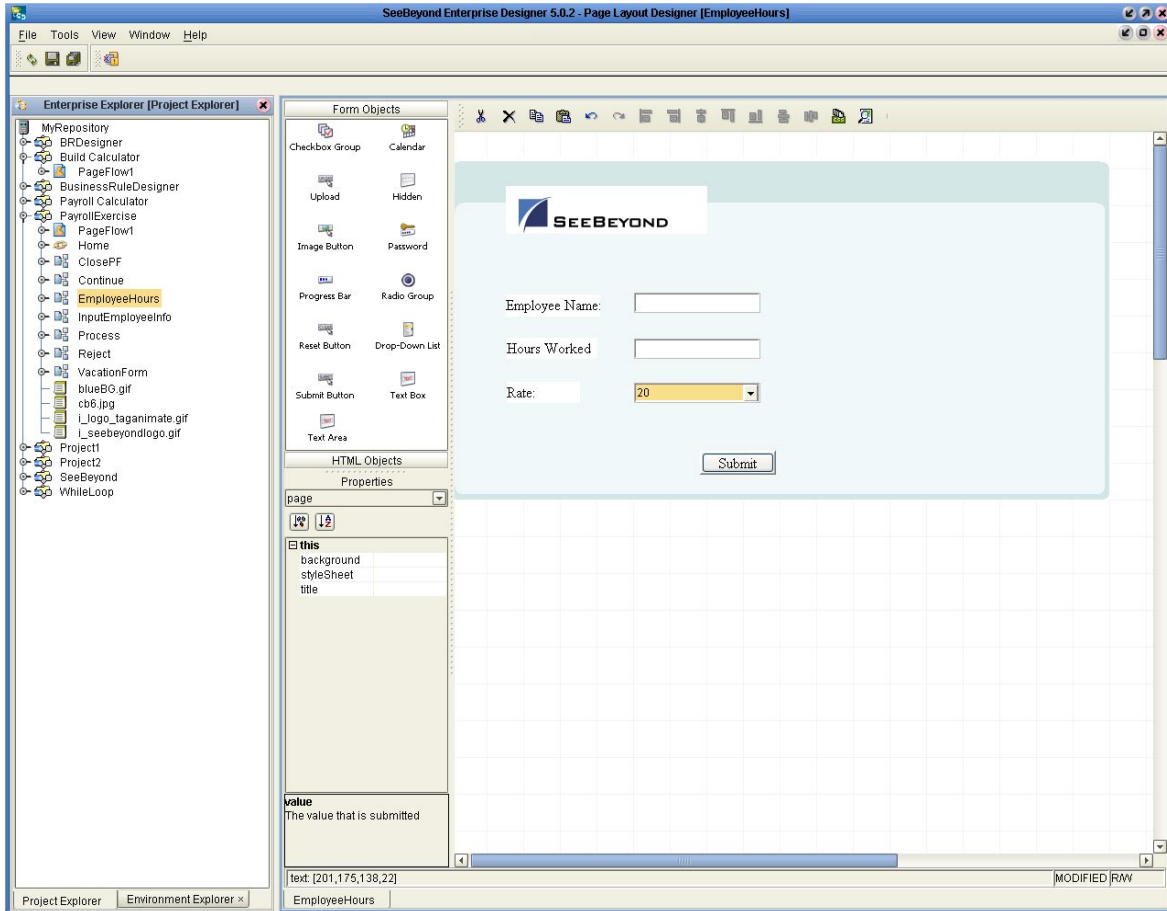 SeeBeyond Enterprise Designer 5.0.2 - Page Layout Designer [EmployeeHours]
File Tools View Window Help
Enterprise Explorer [Project Explorer]
MyRepository
BRDesigner
Build Calculator
PageFlow1
BusinessRuleDesigner
Payroll Calculator
PayrollExercise
PageFlow1
Home
ClosePF
Continue
EmployeeHours
InputEmployeeInfo
Process
Reject
VacationForm
blueBG.gif
cb6.jpg
i_logo_taganimate.gif
i_seebeyondlogo.gif
Project1
Project2
SeeBeyond
WhileLoop
Project Explorer
Environment Explorer ×
Form Objects
Checkbox Group Calendar
Upload Hidden
Image Button Password
Progress Bar Radio Group
Reset Button Drop-Down List
Submit Button Text Box
Text Area
HTML Objects
Properties
page
this
background
styleSheet
title
value
The value that is submitted
SEEBEYOND
Employee Name:
Hours Worked
Rate: 20
Submit
text: [201,175,138,22]
MODIFIED R/W
EmployeeHours